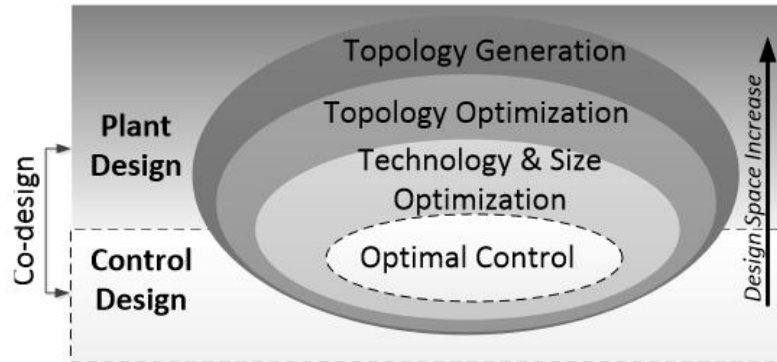 Topology Generation
Topology Optimization
Technology & Size
Optimization
Optimal Control
Plant
Design
Control
Design
Co-design
Design Space Increase